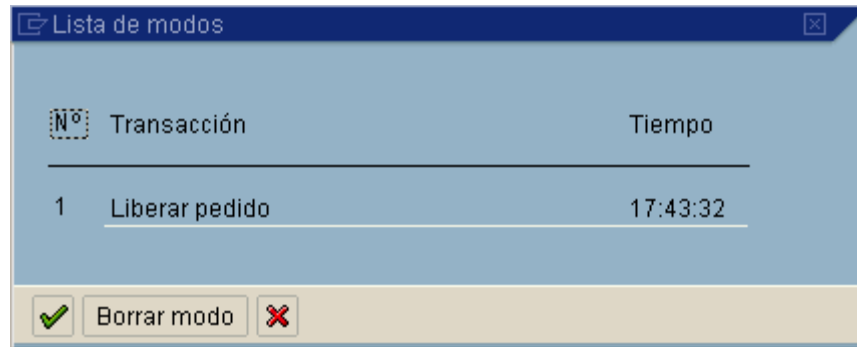 Lista de modos
Nº Transacción Tiempo
1 Liberar pedido 17:43:32
Borrar modo